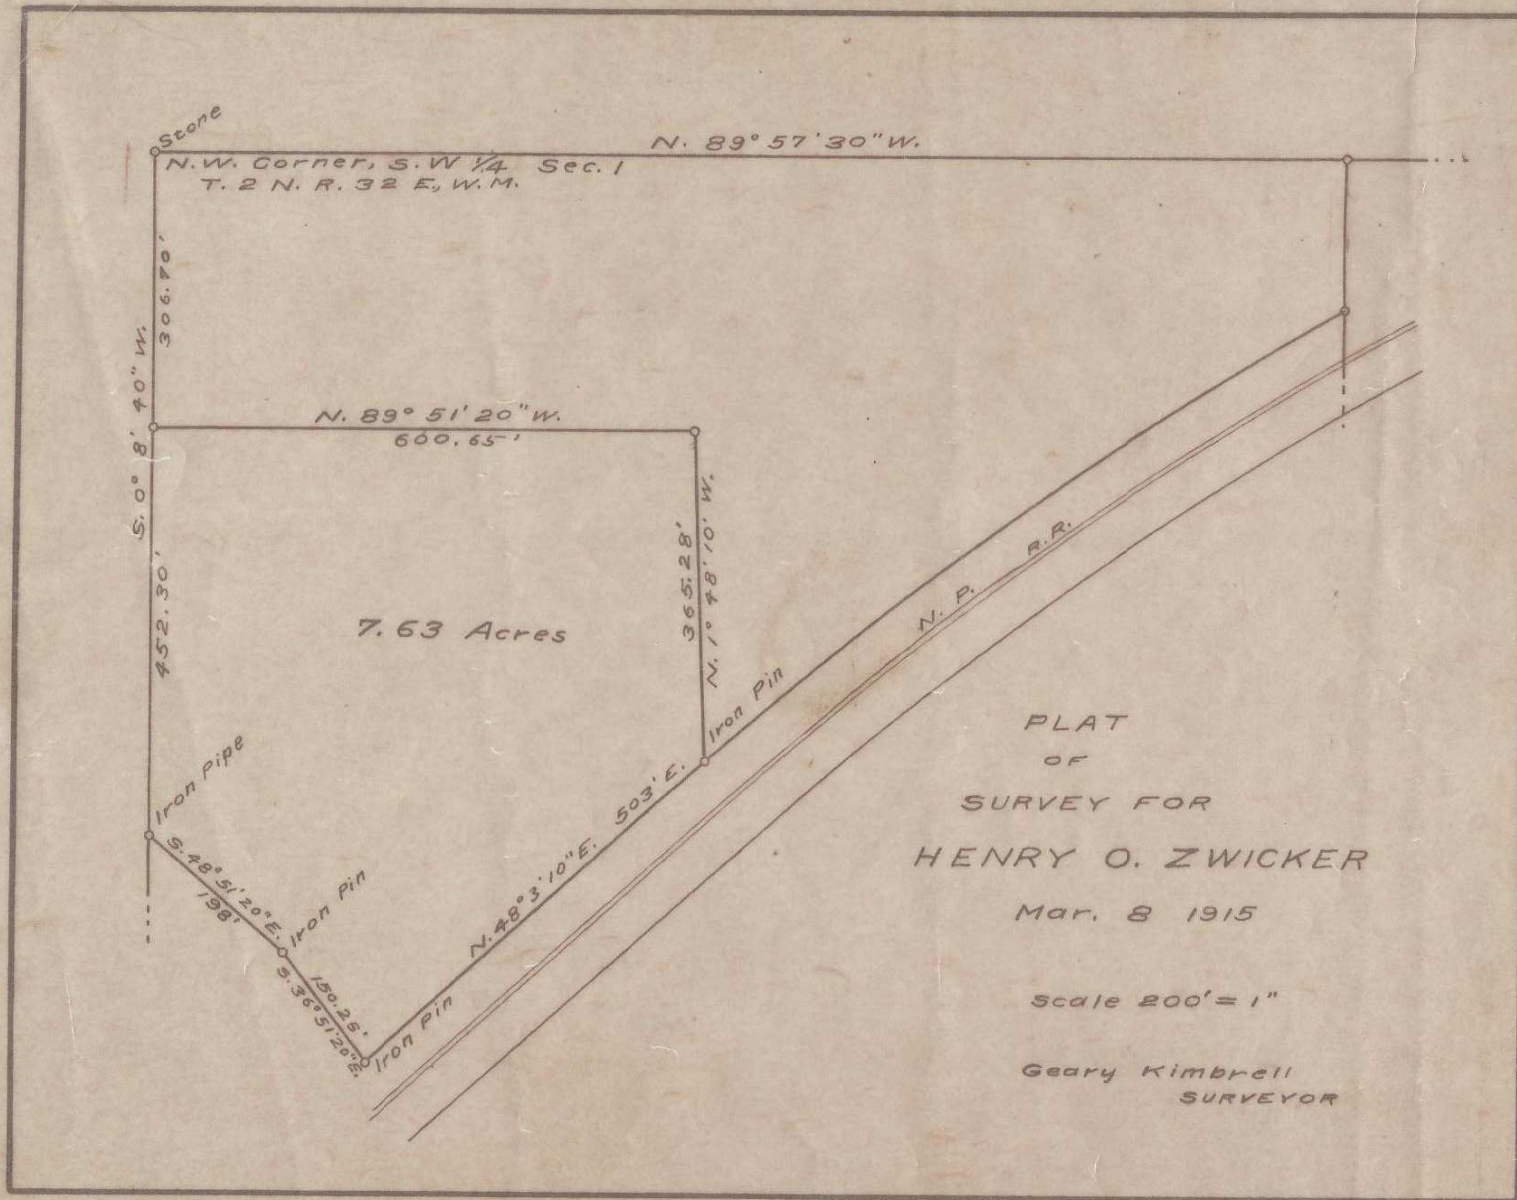 Stone
N. 89° 57' 30" W.
N.W. Corner, S.W 1/4 Sec. 1
T. 2 N. R. 32 E., W.M.
306.70'
S. 0° 8' 40" W.
N. 89° 51' 20" W.
600.65'
452.30'
7.63 Acres
365.28'
N. 1° 48' 10' W.
Iron Pin
N. P. R.R.
Iron Pipe
S. 48° 51' 20" E.
198'
Iron Pin
150.25'
S. 36° 51' 20" E.
Iron Pin
N. 48° 3' 10" E. 503' E.
PLAT
OF
SURVEY FOR
HENRY O. ZWICKER
Mar. 8 1915
Scale 200' = 1"
Geary Kimbrell
SURVEYOR